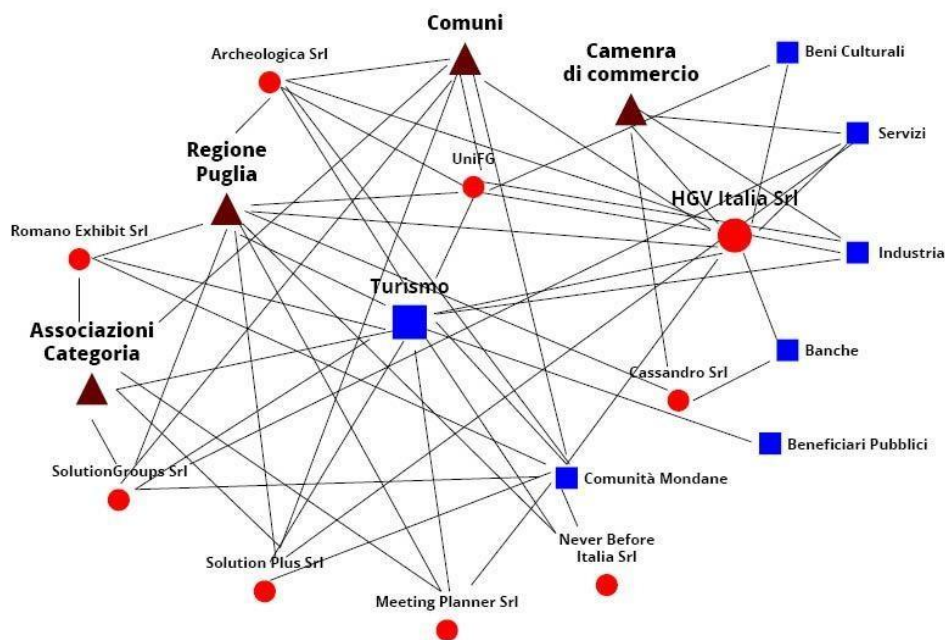 Comuni
Archeologica Srl
Camenra
di commercio
Beni Culturali
Servizi
UniFG
Regione
Puglia
HGV Italia Srl
Romano Exhibit Srl
Industria
Turismo
Associazioni
Categoria
Banche
Cassandro Srl
Beneficiari Pubblici
SolutionGroups Srl
Comunità Mondane
Never Before
Italia Srl
Solution Plus Srl
Meeting Planner Srl